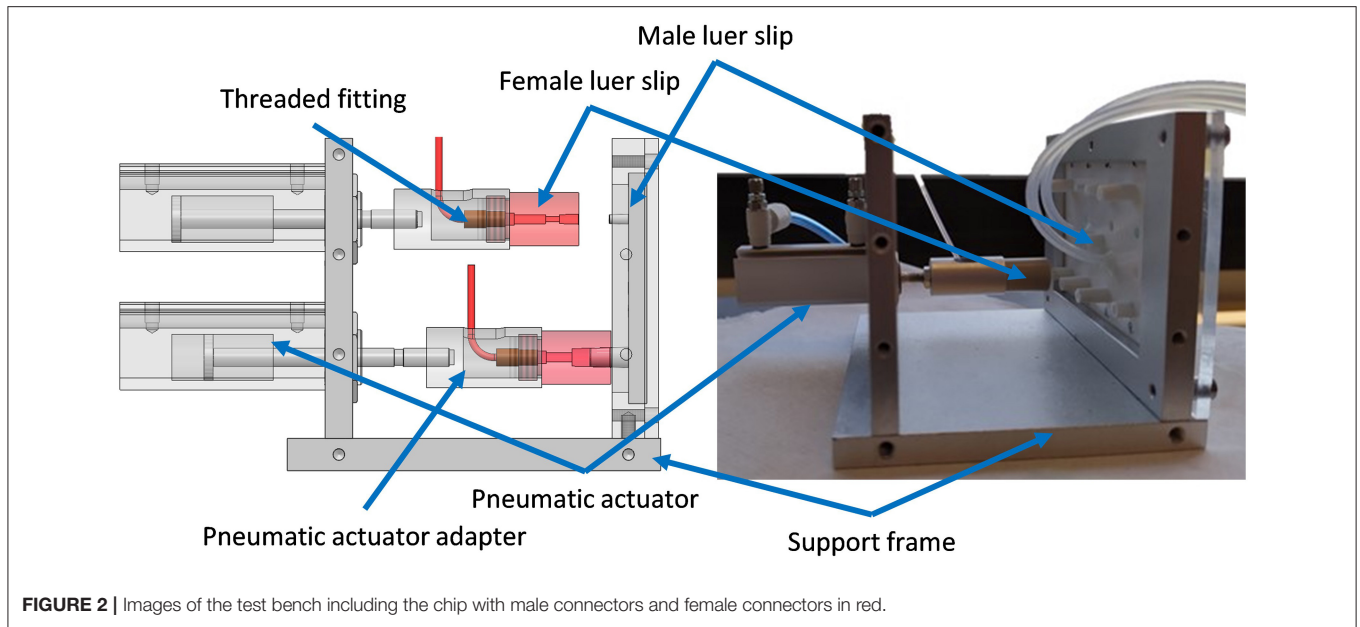 Male luer slip
Female luer slip
Threaded fitting
Pneumatic actuator
Pneumatic actuator adapter
Support frame
FIGURE 2 | Images of the test bench including the chip with male connectors and female connectors in red.